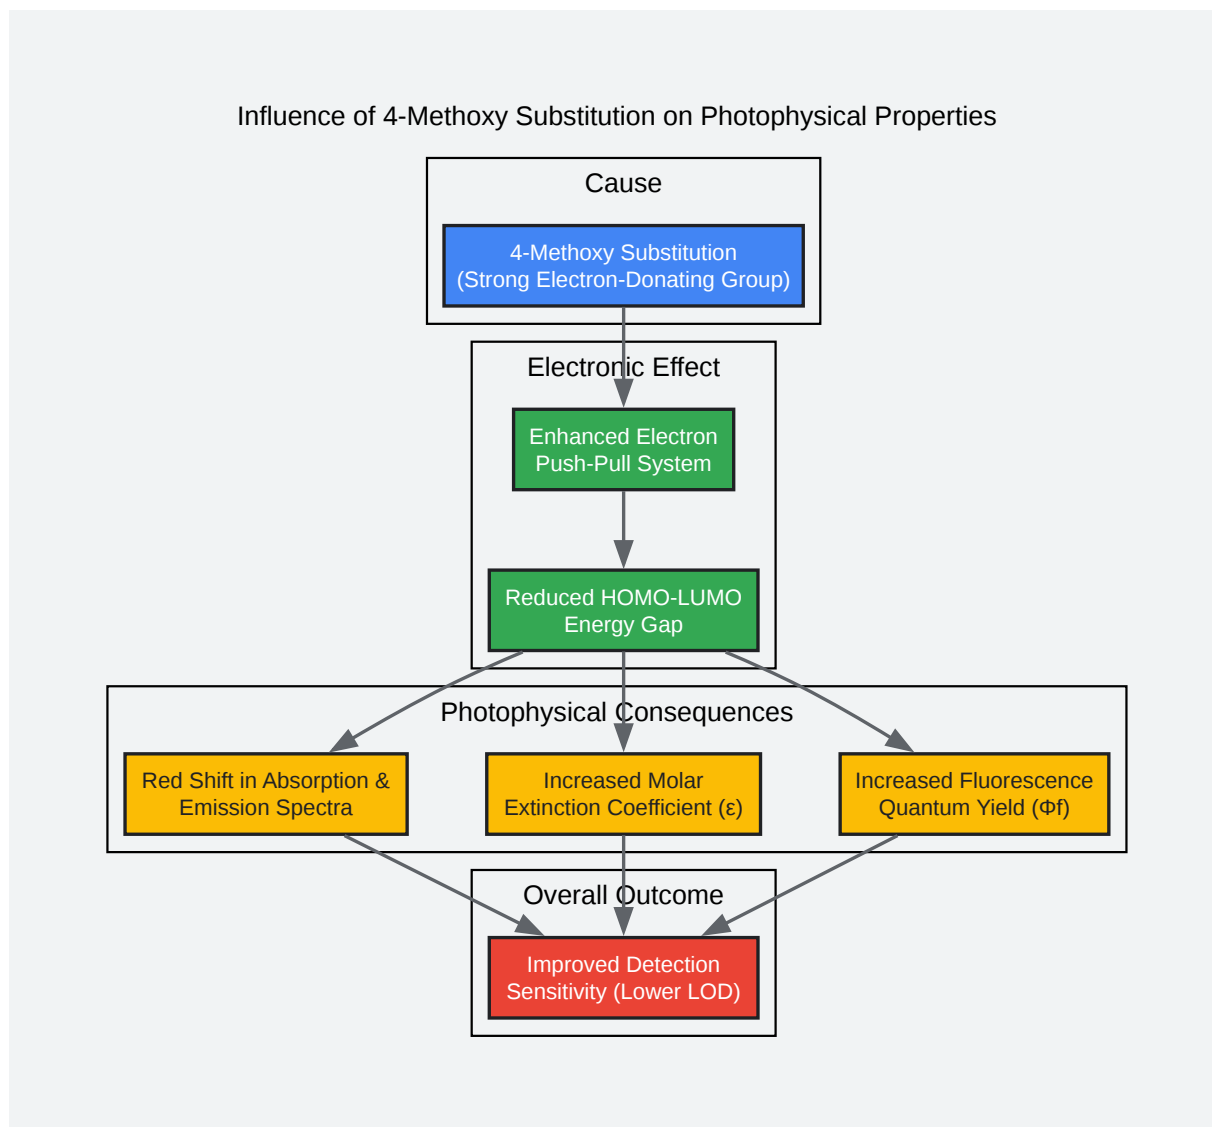 Influence of 4-Methoxy Substitution on Photophysical Properties
Cause
4-Methoxy Substitution
(Strong Electron-Donating Group)
Electronic Effect
Enhanced Electron
Push-Pull System
Reduced HOMO-LUMO
Energy Gap
Photophysical Consequences
Red Shift in Absorption &
Emission Spectra
Increased Molar
Extinction Coefficient (ε)
Increased Fluorescence
Quantum Yield (Φf)
Overall Outcome
Improved Detection
Sensitivity (Lower LOD)